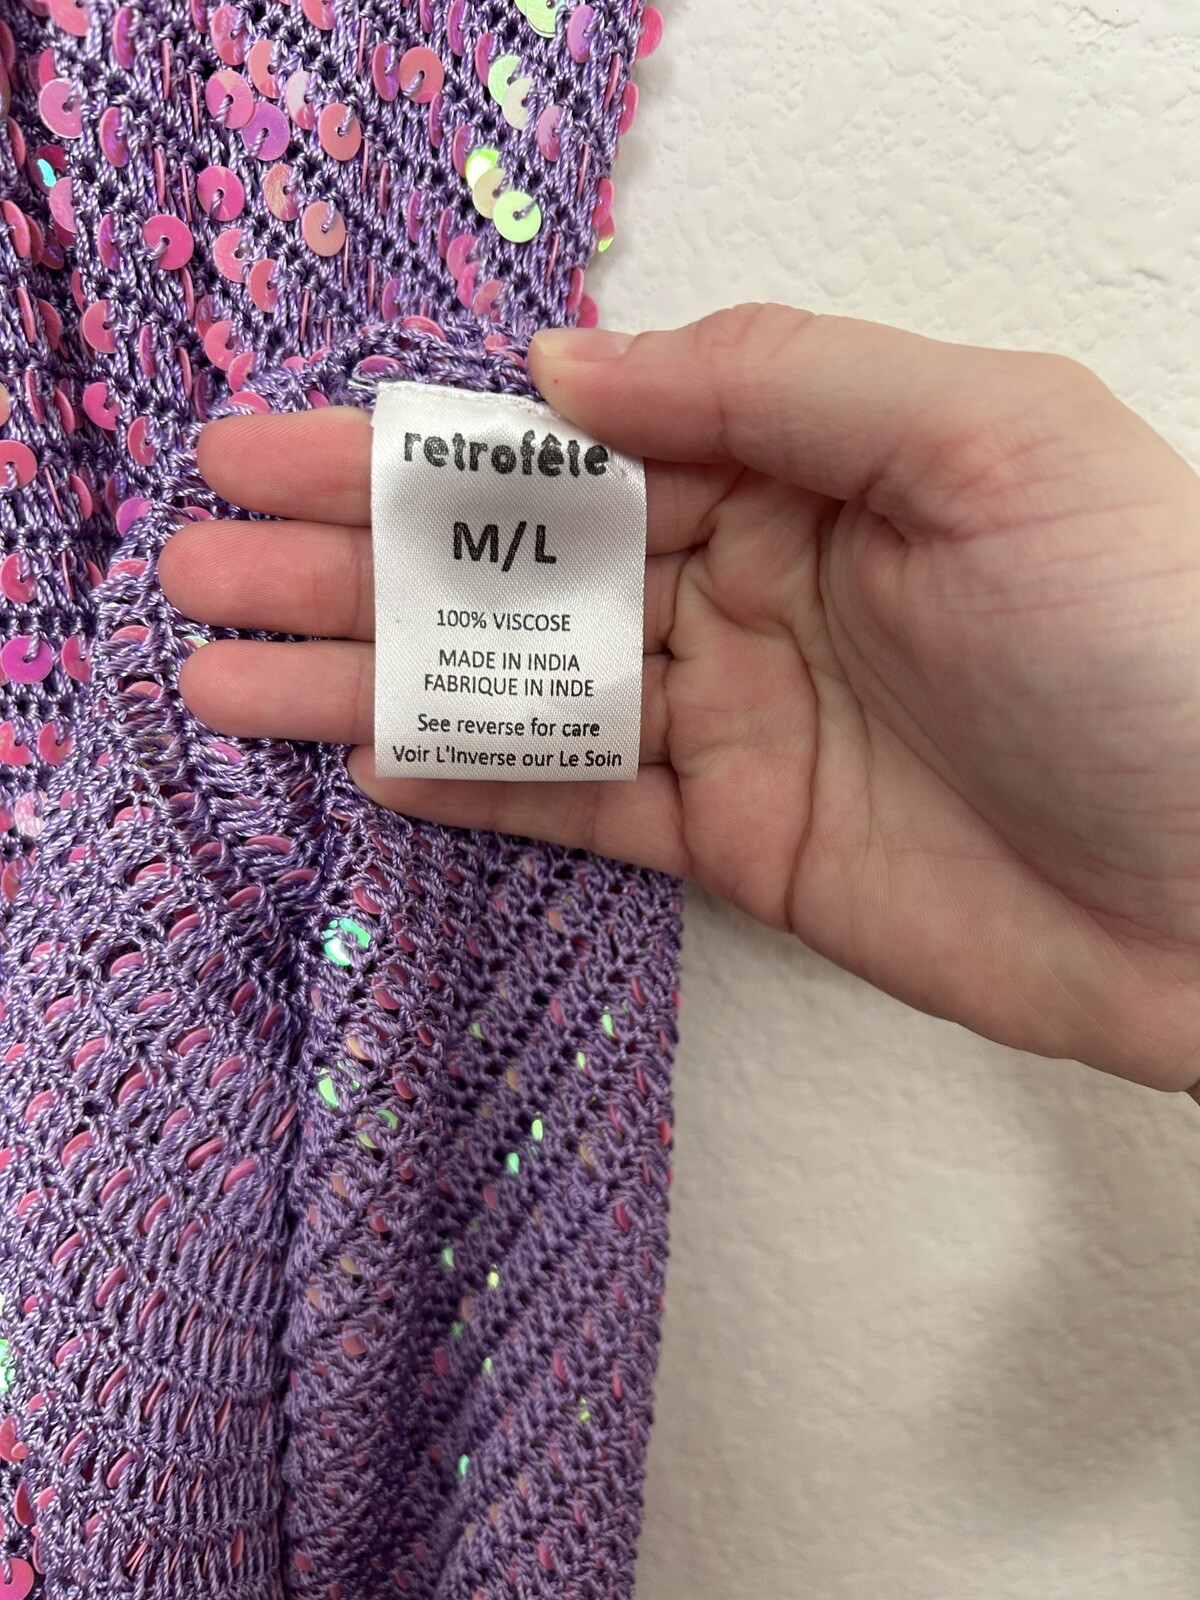 retrofête
M/L
100% VISCOSE
MADE IN INDIA
FABRIQUE IN INDE
See reverse for care
Voir L'Inverse our Le Soin